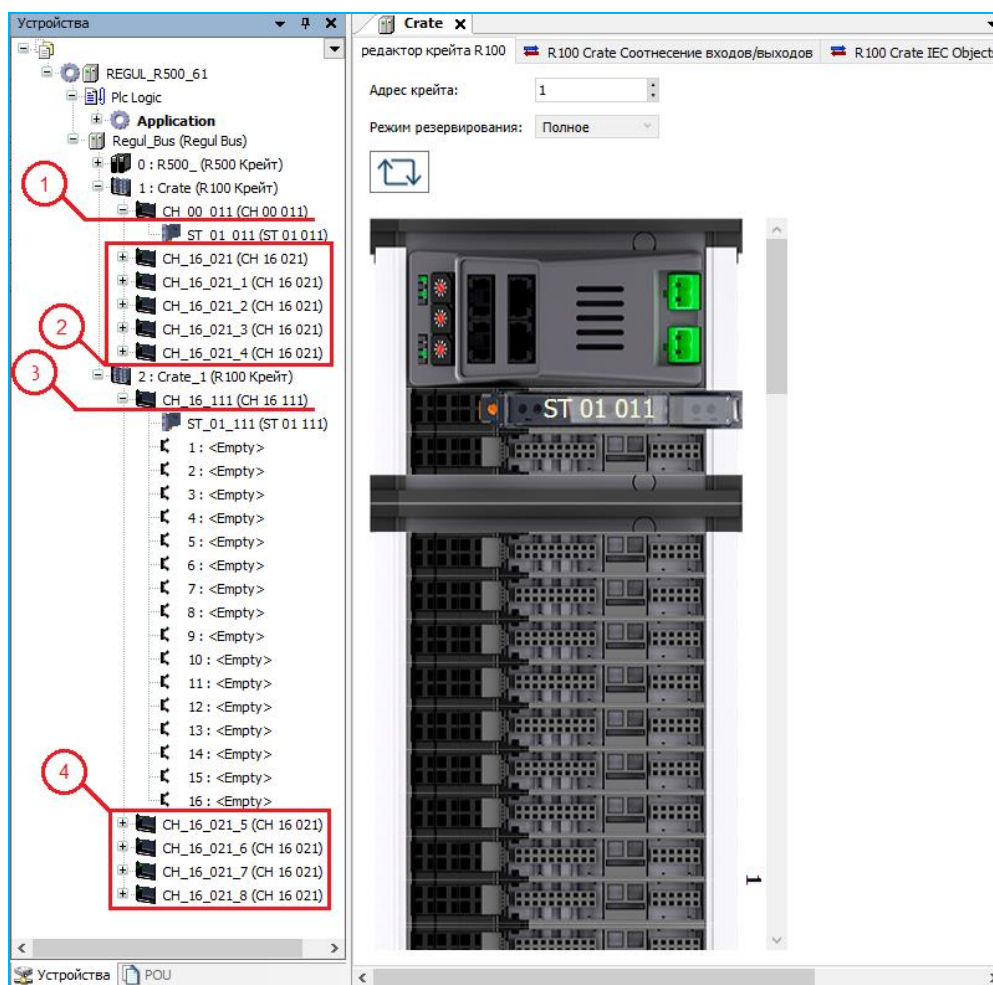 Устройства
REGUL_R500_61
Plc Logic
Application
Regul_Bus (Regul Bus)
0 : R500_ (R500 Крейт)
1
1 : Crate (R100 Крейт)
CH_00_011 (CH 00 011)
ST_01_011 (ST 01 011)
CH_16_021 (CH 16 021)
CH_16_021_1 (CH 16 021)
CH_16_021_2 (CH 16 021)
2
CH_16_021_3 (CH 16 021)
CH_16_021_4 (CH 16 021)
3
2 : Crate_1 (R100 Крейт)
CH_16_111 (CH 16 111)
ST_01_111 (ST 01 111)
1 : <Empty>
2 : <Empty>
3 : <Empty>
4 : <Empty>
5 : <Empty>
6 : <Empty>
7 : <Empty>
8 : <Empty>
9 : <Empty>
10 : <Empty>
11 : <Empty>
12 : <Empty>
13 : <Empty>
14 : <Empty>
4
15 : <Empty>
16 : <Empty>
CH_16_021_5 (CH 16 021)
CH_16_021_6 (CH 16 021)
CH_16_021_7 (CH 16 021)
CH_16_021_8 (CH 16 021)
Устройства POU
Crate
редактор крейта R100 R100 Crate Соотнесение входов/выходов R100 Crate IEC Object
Адрес крейта: 1
Режим резервирования: Полное
ST 01 011
1